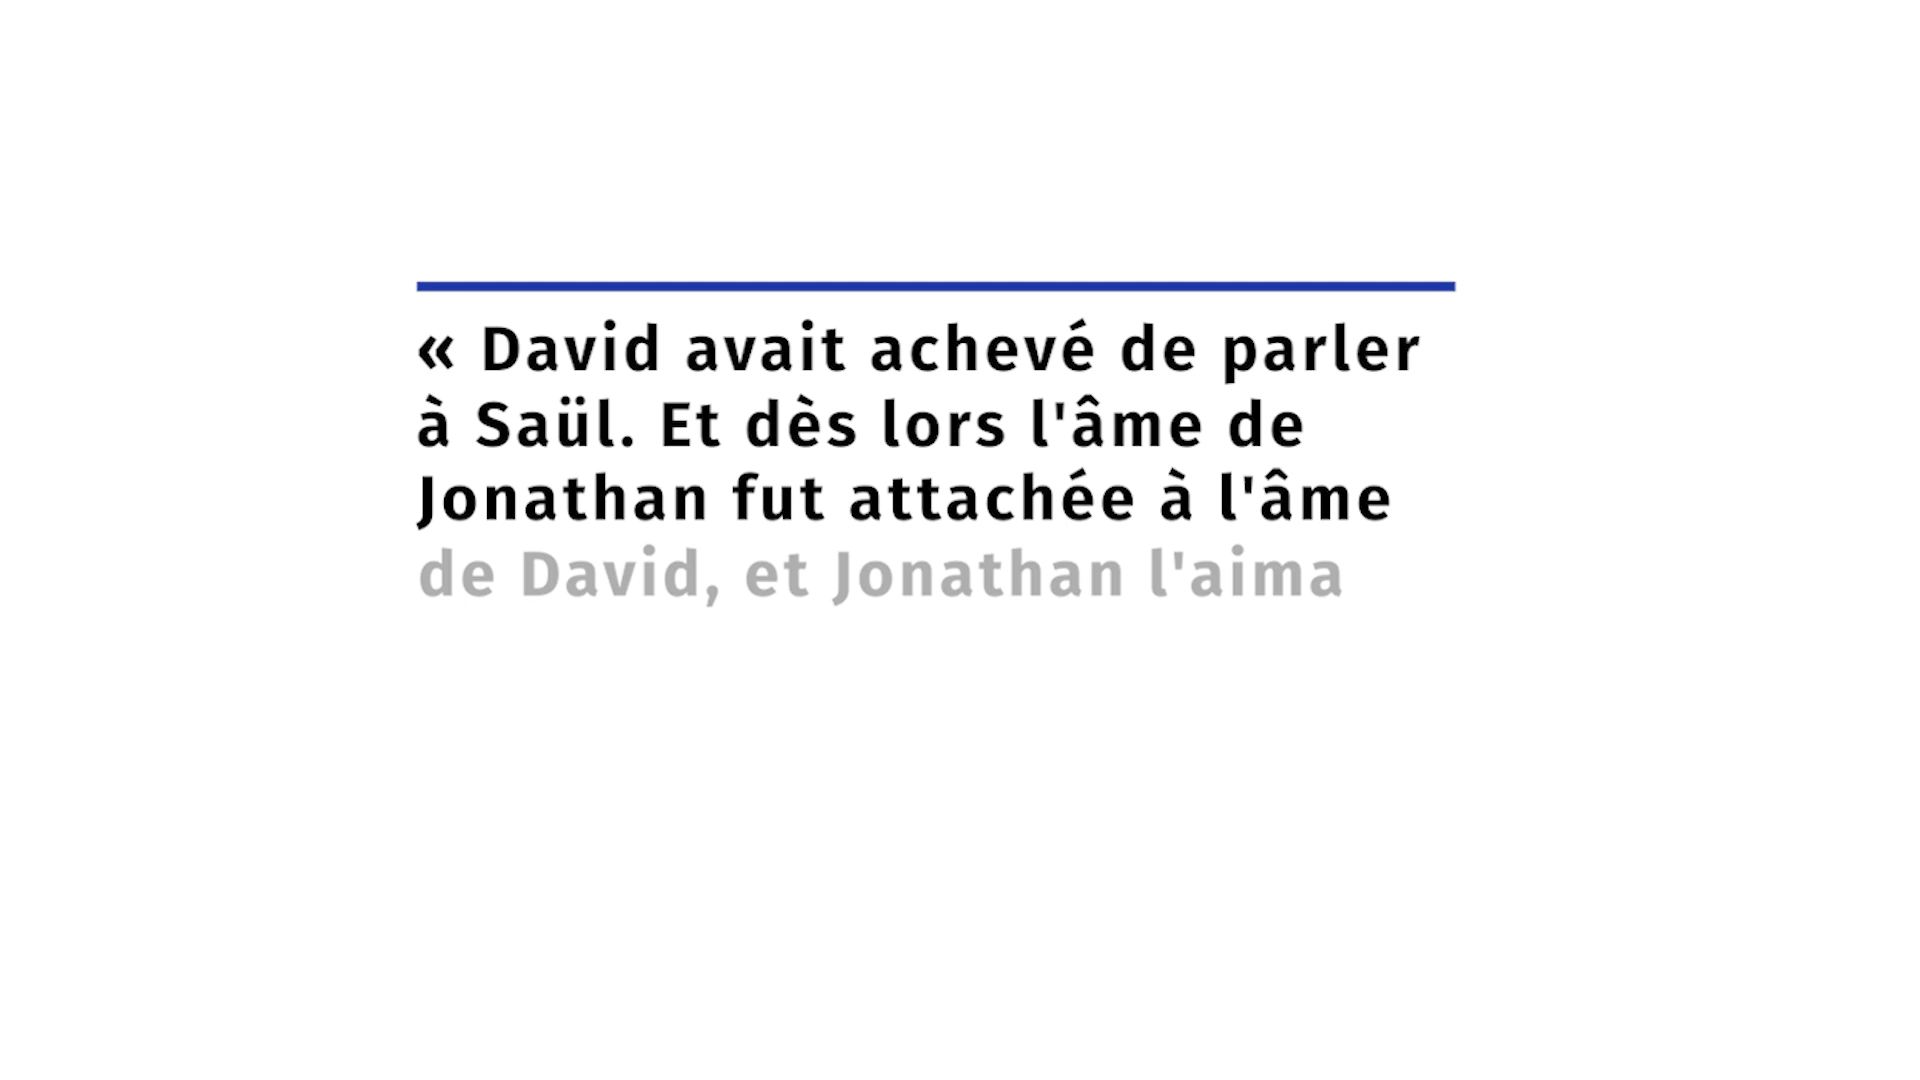 « David avait achevé de parler
à Saül. Et dès lors l'âme de
Jonathan fut attachée à l'âme
de David, et Jonathan l'aima